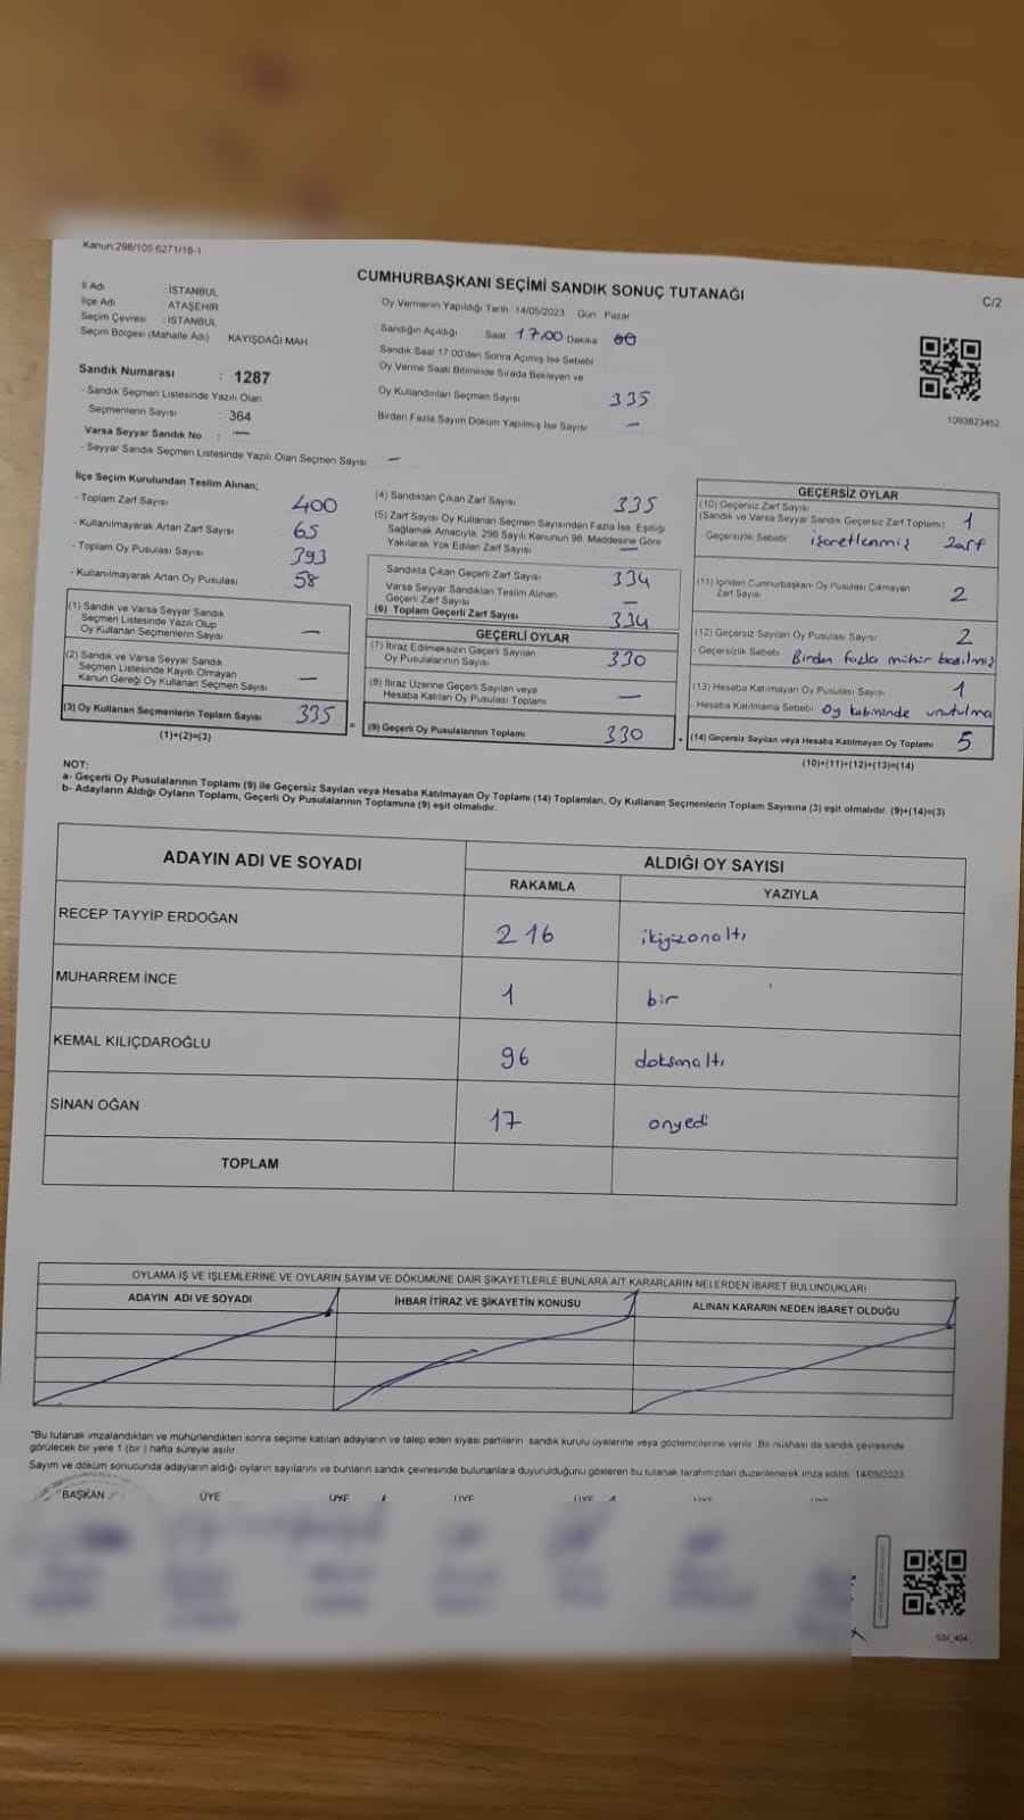 Kanun:298/105 6271/16-1
CUMHURBAŞKANI SEÇİMİ SANDIK SONUÇ TUTANAĞI
C/2
İl Adı : İSTANBUL
İlçe Adı : ATAŞEHİR
Seçim Çevresi : İSTANBUL
Seçim Bölgesi (Mahalle Adı) KAYIŞDAĞI MAH
Sandık Numarası : 1287
- Sandık Seçmen Listesinde Yazılı Olan
Seçmenlerin Sayısı : 364
Varsa Seyyar Sandık No : —
- Seyyar Sandık Seçmen Listesinde Yazılı Olan Seçmen Sayısı —
Oy Vermenin Yapıldığı Tarih 14/05/2023 Gün Pazar
Sandığın Açıldığı Saat 17.00 Dakika 00
Sandık Saat 17:00'den Sonra Açılmış İse Sebebi
Oy Verme Saati Bitiminde Sırada Bekleyen ve
Oy Kullandırılan Seçmen Sayısı 335
Birden Fazla Sayım Döküm Yapılmış İse Sayısı —
1093823452
İlçe Seçim Kurulundan Teslim Alınan;
- Toplam Zarf Sayısı 400
- Kullanılmayarak Artan Zarf Sayısı 65
- Toplam Oy Pusulası Sayısı 393
- Kullanılmayarak Artan Oy Pusulası 58
(1) Sandık ve Varsa Seyyar Sandık
Seçmen Listesinde Yazılı Olup
Oy Kullanan Seçmenlerin Sayısı —
(2) Sandık ve Varsa Seyyar Sandık
Seçmen Listesinde Kayıtlı Olmayan
Kanun Gereği Oy Kullanan Seçmen Sayısı —
(3) Oy Kullanan Seçmenlerin Toplam Sayısı 335
(1)+(2)=(3)
(4) Sandıktan Çıkan Zarf Sayısı 335
(5) Zarf Sayısı Oy Kullanan Seçmen Sayısından Fazla İse, Eşitliği
Sağlamak Amacıyla, 298 Sayılı Kanunun 98. Maddesine Göre
Yakılarak Yok Edilen Zarf Sayısı —
Sandıkta Çıkan Geçerli Zarf Sayısı 334
Varsa Seyyar Sandıktan Teslim Alınan
Geçerli Zarf Sayısı —
(6) Toplam Geçerli Zarf Sayısı 334
GEÇERLİ OYLAR
(7) İtiraz Edilmeksizin Geçerli Sayılan
Oy Pusulalarının Sayısı 330
(8) İtiraz Üzerine Geçerli Sayılan veya
Hesaba Katılan Oy Pusulası Toplamı —
(9) Geçerli Oy Pusulalarının Toplamı 330
GEÇERSİZ OYLAR
(10) Geçersiz Zarf Sayısı
(Sandık ve Varsa Seyyar Sandık Geçersiz Zarf Toplamı) 1
Geçersizlik Sebebi işaretlenmiş zarf
(11) İçinden Cumhurbaşkanı Oy Pusulası Çıkmayan
Zarf Sayısı 2
(12) Geçersiz Sayılan Oy Pusulası Sayısı 2
- Geçersizlik Sebebi Birden fazla mühür basılmış
(13) Hesaba Katılmayan Oy Pusulası Sayısı 1
Hesaba Katılmama Sebebi Oy kabininde unutulma
(14) Geçersiz Sayılan veya Hesaba Katılmayan Oy Toplamı 5
(10)+(11)+(12)+(13)=(14)
NOT:
a- Geçerli Oy Pusulalarının Toplamı (9) ile Geçersiz Sayılan veya Hesaba Katılmayan Oy Toplamı (14) Toplamları, Oy Kullanan Seçmenlerin Toplam Sayısına (3) eşit olmalıdır. (9)+(14)=(3)
b- Adayların Aldığı Oyların Toplamı, Geçerli Oy Pusulalarının Toplamına (9) eşit olmalıdır.
ADAYIN ADI VE SOYADI ALDIĞI OY SAYISI
RAKAMLA YAZIYLA
RECEP TAYYİP ERDOĞAN 216 ikiyüzonaltı
MUHARREM İNCE 1 bir
KEMAL KILIÇDAROĞLU 96 doksanaltı
SİNAN OĞAN 17 onyedi
TOPLAM
OYLAMA İŞ VE İŞLEMLERİNE VE OYLARIN SAYIM VE DÖKÜMÜNE DAİR ŞİKAYETLERLE BUNLARA AİT KARARLARIN NELERDEN İBARET BULUNDUKLARI
ADAYIN ADI VE SOYADI İHBAR İTİRAZ VE ŞİKAYETİN KONUSU ALINAN KARARIN NEDEN İBARET OLDUĞU
"Bu tutanak imzalandıktan ve mühürlendikten sonra seçime katılan adayların ve talep eden siyasi partilerin sandık kurulu üyelerine veya gözlemcilerine verilir. Bir nüshası da sandık çevresinde
görülecek bir yere 1 (bir ) hafta süreyle asılır.
Sayım ve döküm sonucunda adayların aldığı oyların sayılarını ve bunların sandık çevresinde bulunanlara duyurulduğunu gösteren bu tutanak tarafımızdan düzenlenerek imza edildi. 14/05/2023
BAŞKAN ÜYE ÜYE ÜYE ÜYE ÜYE ÜYE